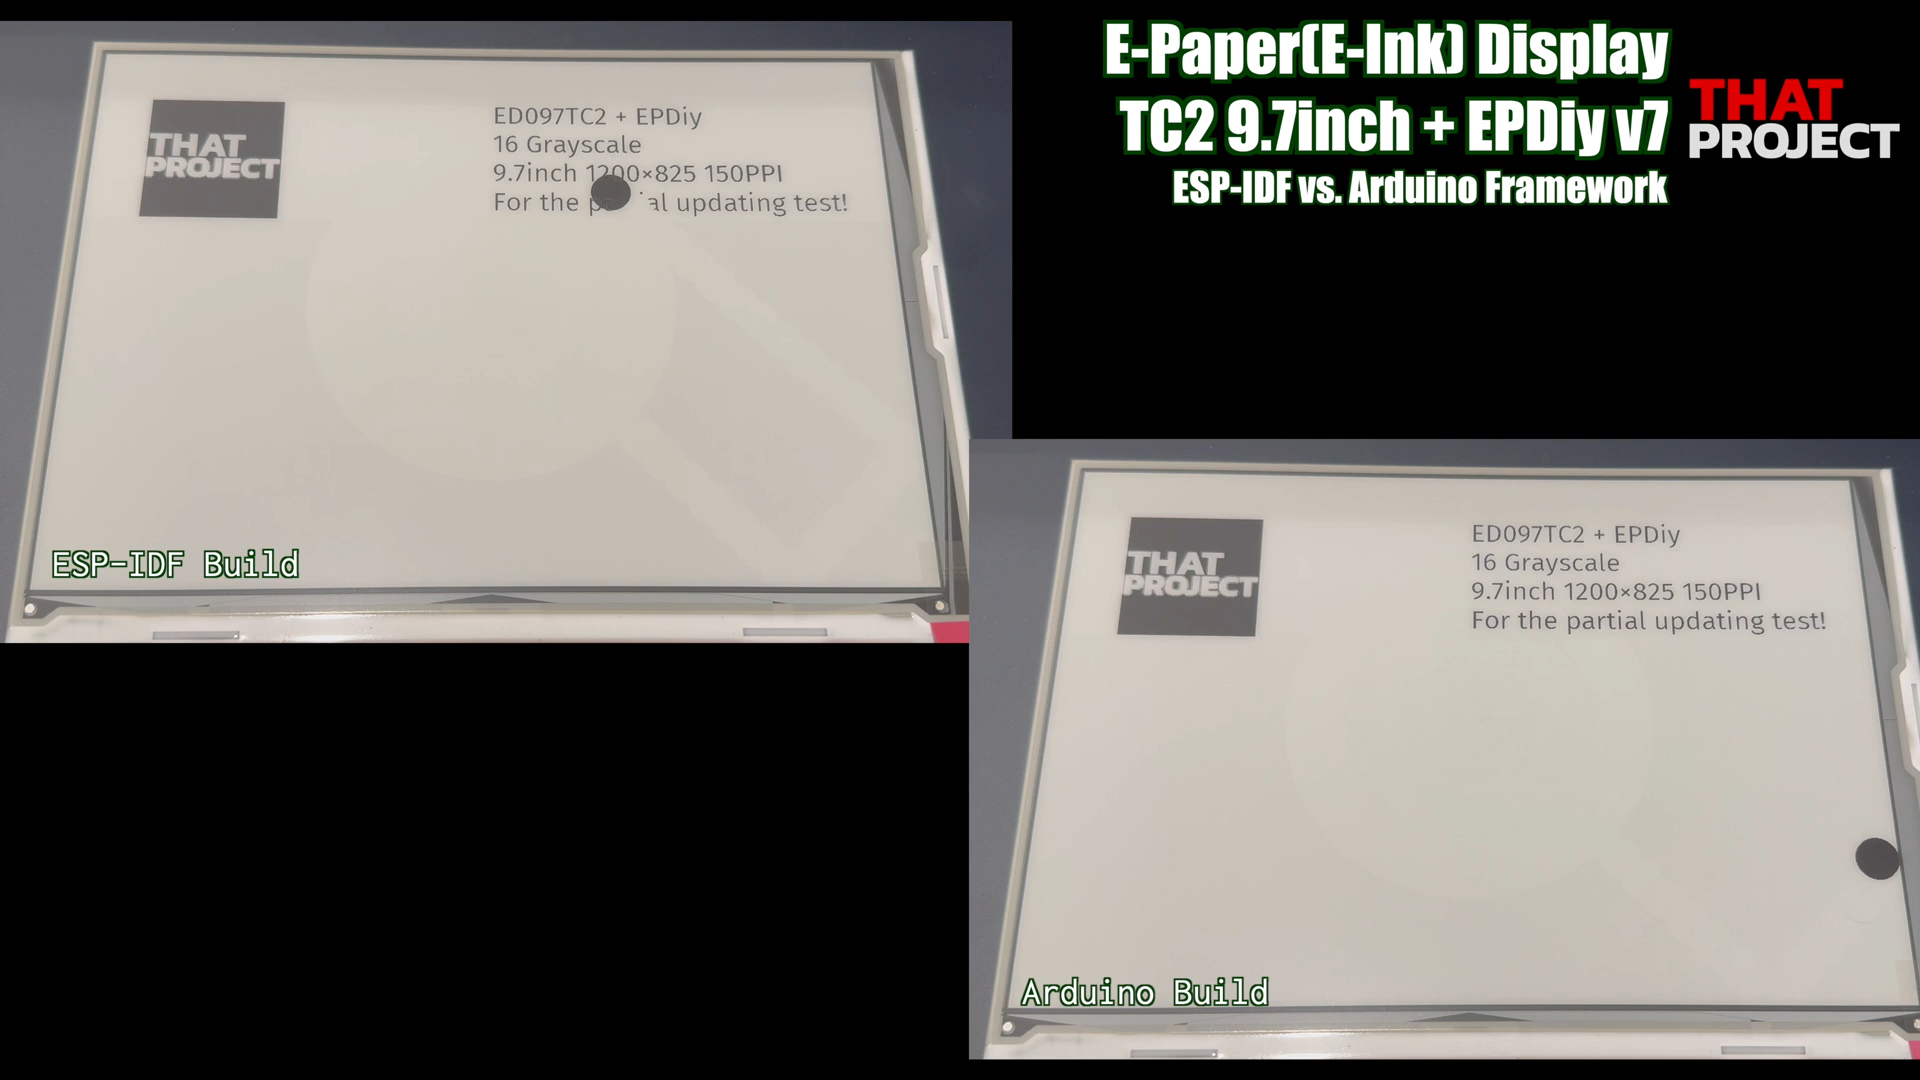 E-Paper(E-Ink) Display
TC2 9.7inch + EPDiy v7
ESP-IDF vs. Arduino Framework
THAT
PROJECT
THAT
PROJECT
ED097TC2 + EPDiy
16 Grayscale
9.7inch 1200×825 150PPI
For the updating test!
ESP-IDF Build
THAT
PROJECT
ED097TC2 + EPDiy
16 Grayscale
9.7inch 1200×825 150PPI
For the partial updating test!
Arduino Build